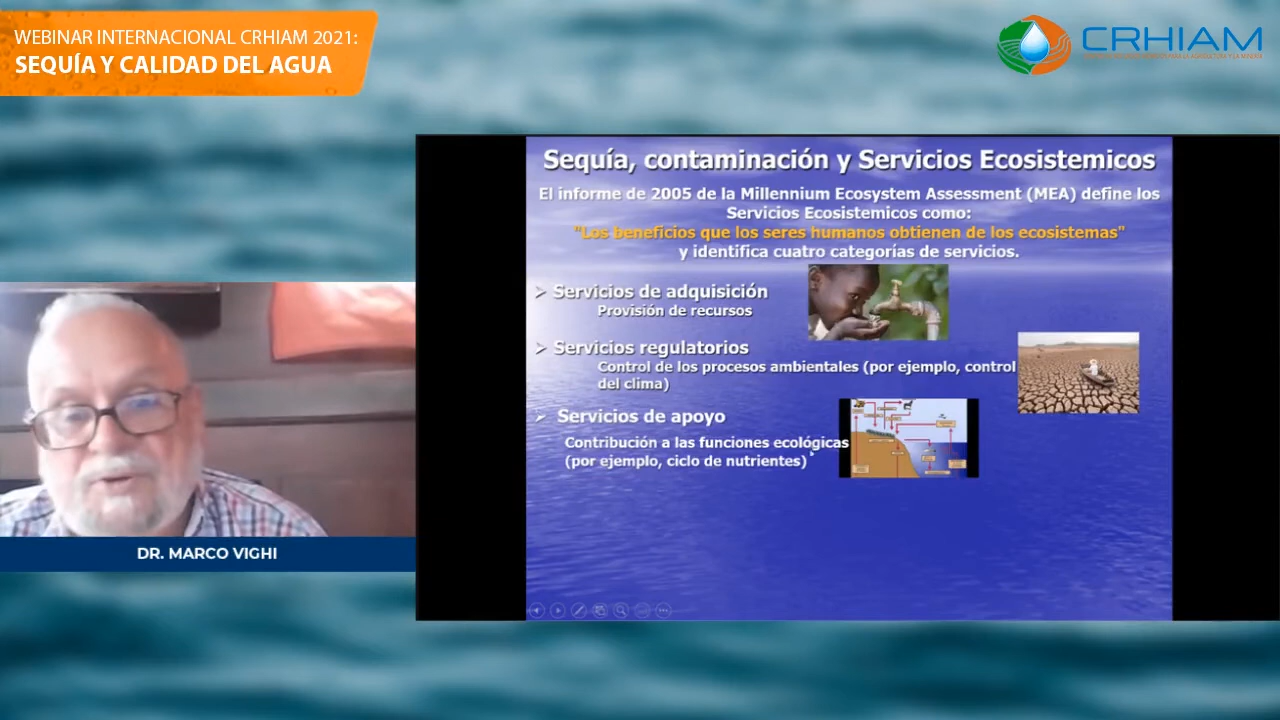 WEBINAR INTERNACIONAL CRHIAM 2021:
SEQUÍA Y CALIDAD DEL AGUA
CRHIAM
Sequía, contaminación y Servicios Ecosistemicos
El informe de 2005 de la Millennium Ecosystem Assessment (MEA) define los
Servicios Ecosistemicos como:
"Los beneficios que los seres humanos obtienen de los ecosistemas"
y identifica cuatro categorías de servicios.
➤ Servicios de adquisición
Provisión de recursos
➤ Servicios regulatorios
Control de los procesos ambientales (por ejemplo, control
del clima)
➤ Servicios de apoyo
Contribución a las funciones ecológicas
(por ejemplo, ciclo de nutrientes)
DR. MARCO VIGHI